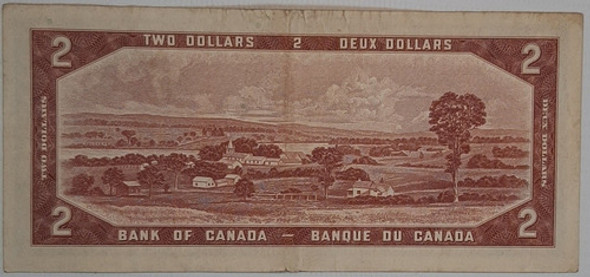 2 TWO DOLLARS 2 DEUX DOLLARS 2
TWO DOLLARS
DEUX DOLLARS
2 BANK OF CANADA — BANQUE DU CANADA 2